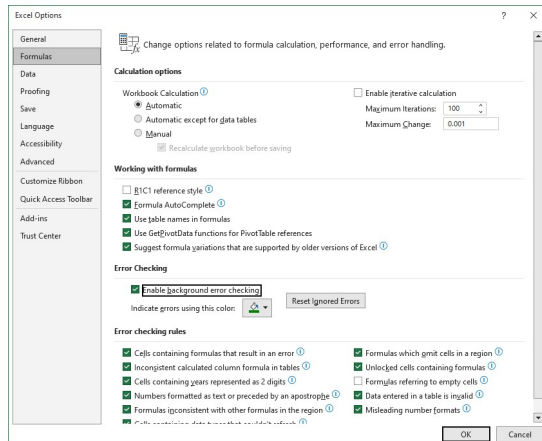 Excel Options
?
General
Formulas
Data
Proofing
Save
Language
Accessibility
Advanced
Customize Ribbon
Quick Access Toolbar
Add-ins
Trust Center
fx Change options related to formula calculation, performance, and error handling.
Calculation options
Workbook Calculation
Automatic
Automatic except for data tables
Manual
Recalculate workbook before saving
Enable iterative calculation
Maximum Iterations: 100
Maximum Change: 0.001
Working with formulas
R1C1 reference style
Formula AutoComplete
Use table names in formulas
Use GetPivotData functions for PivotTable references
Suggest formula variations that are supported by older versions of Excel
Error Checking
Enable background error checking
Indicate errors using this color:
Reset Ignored Errors
Error checking rules
Cells containing formulas that result in an error
Inconsistent calculated column formula in tables
Cells containing years represented as 2 digits
Numbers formatted as text or preceded by an apostrophe
Formulas inconsistent with other formulas in the region
Cells containing data types that couldn't refresh
Formulas which omit cells in a region
Unlocked cells containing formulas
Formulas referring to empty cells
Data entered in a table is invalid
Misleading number formats
OK
Cancel